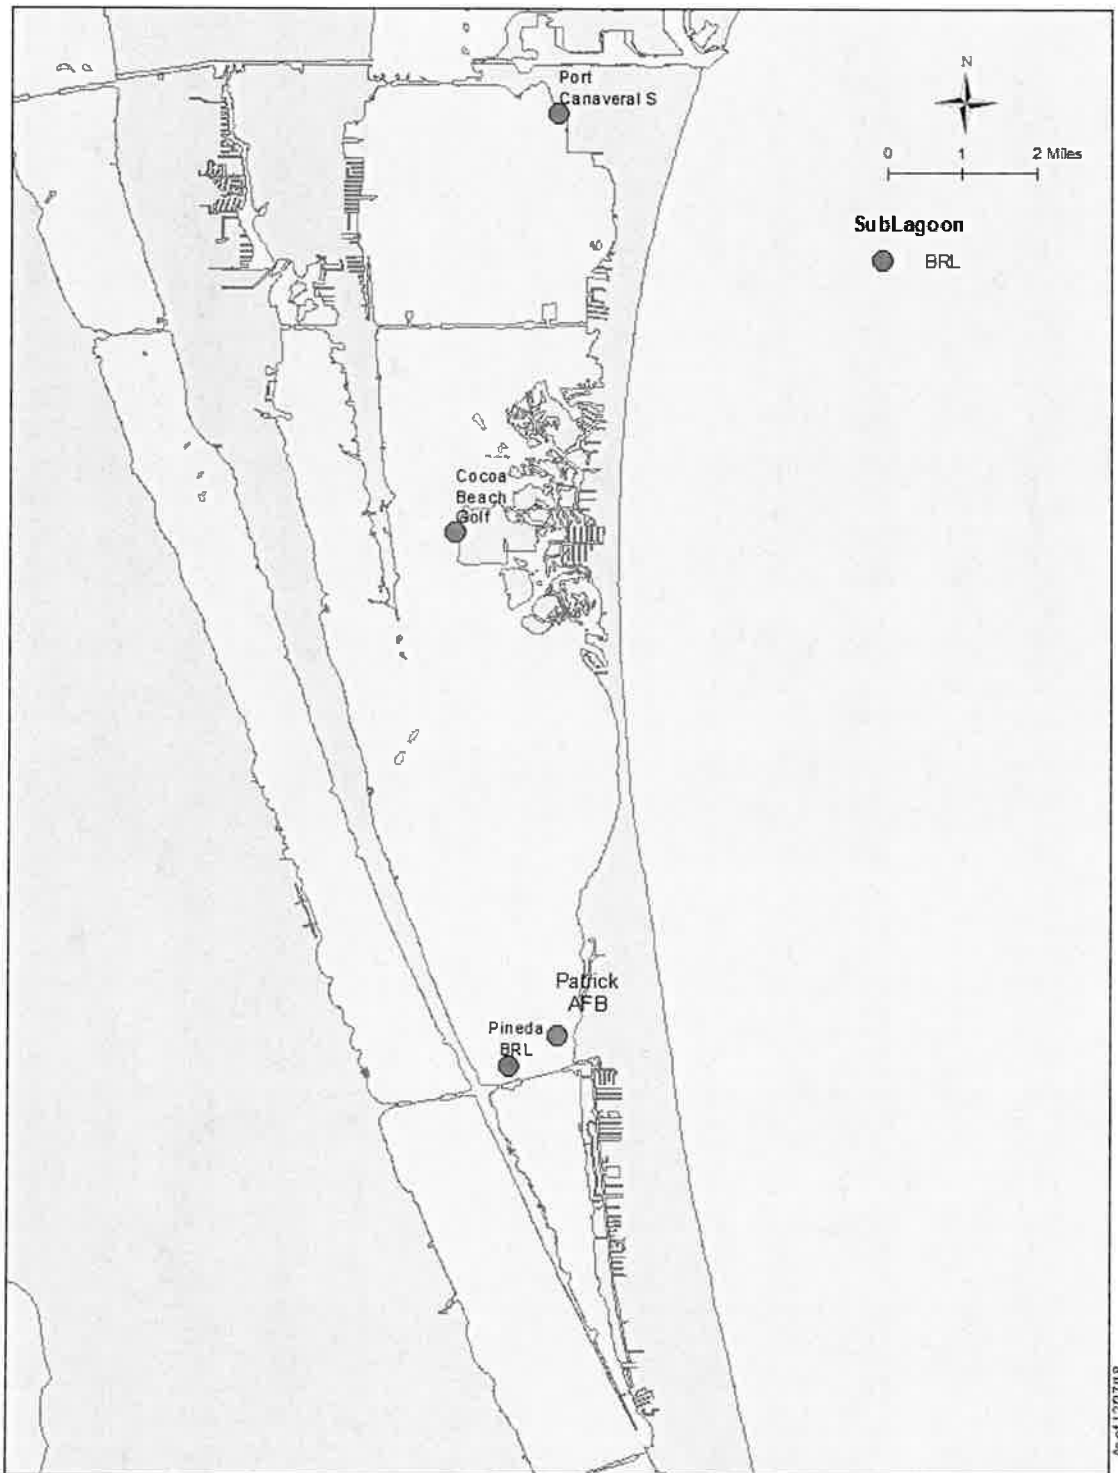 Port
Canaveral S
N
0 1 2 Miles
SubLagoon
BRL
Cocoa
Beach
Golf
Patrick
AFB
Pineda
BRL